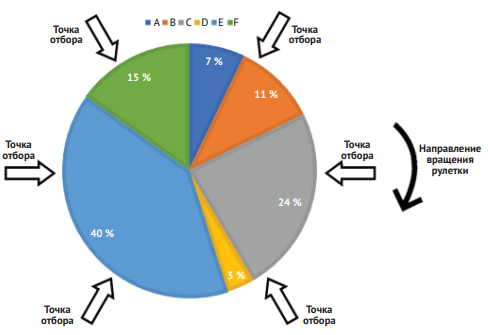 A B C D E F
Точка
отбора
Точка
отбора
15 %
7 %
11 %
Точка
отбора
Точка
отбора
Направление
вращения
рулетки
24 %
40 %
3 %
Точка
отбора
Точка
отбора